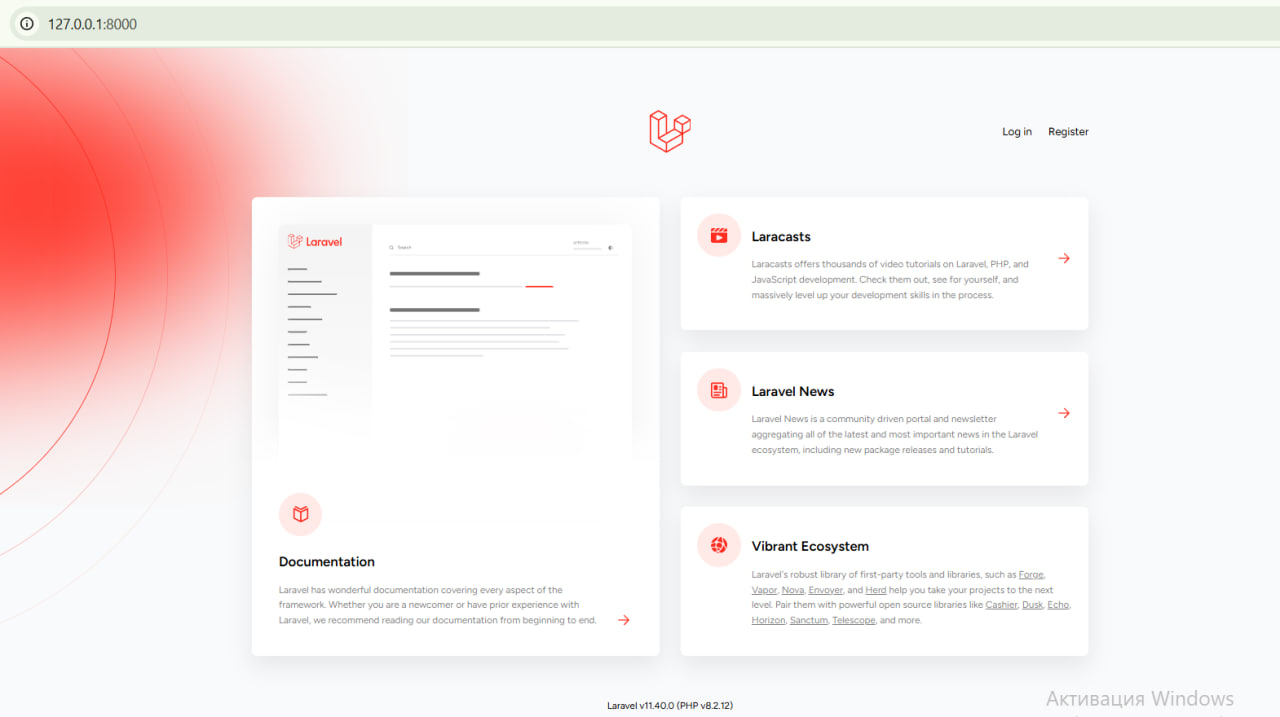 127.0.0.1:8000
Log in Register
Laravel
Search
Documentation
Laravel has wonderful documentation covering every aspect of the
framework. Whether you are a newcomer or have prior experience with
Laravel, we recommend reading our documentation from beginning to end.
Laracasts
Laracasts offers thousands of video tutorials on Laravel, PHP, and
JavaScript development. Check them out, see for yourself, and
massively level up your development skills in the process.
Laravel News
Laravel News is a community driven portal and newsletter
aggregating all of the latest and most important news in the Laravel
ecosystem, including new package releases and tutorials.
Vibrant Ecosystem
Laravel's robust library of first-party tools and libraries, such as Forge,
Vapor, Nova, Envoyer, and Herd help you take your projects to the next
level. Pair them with powerful open source libraries like Cashier, Dusk, Echo,
Horizon, Sanctum, Telescope, and more.
Laravel v11.40.0 (PHP v8.2.12)
Активация Windows